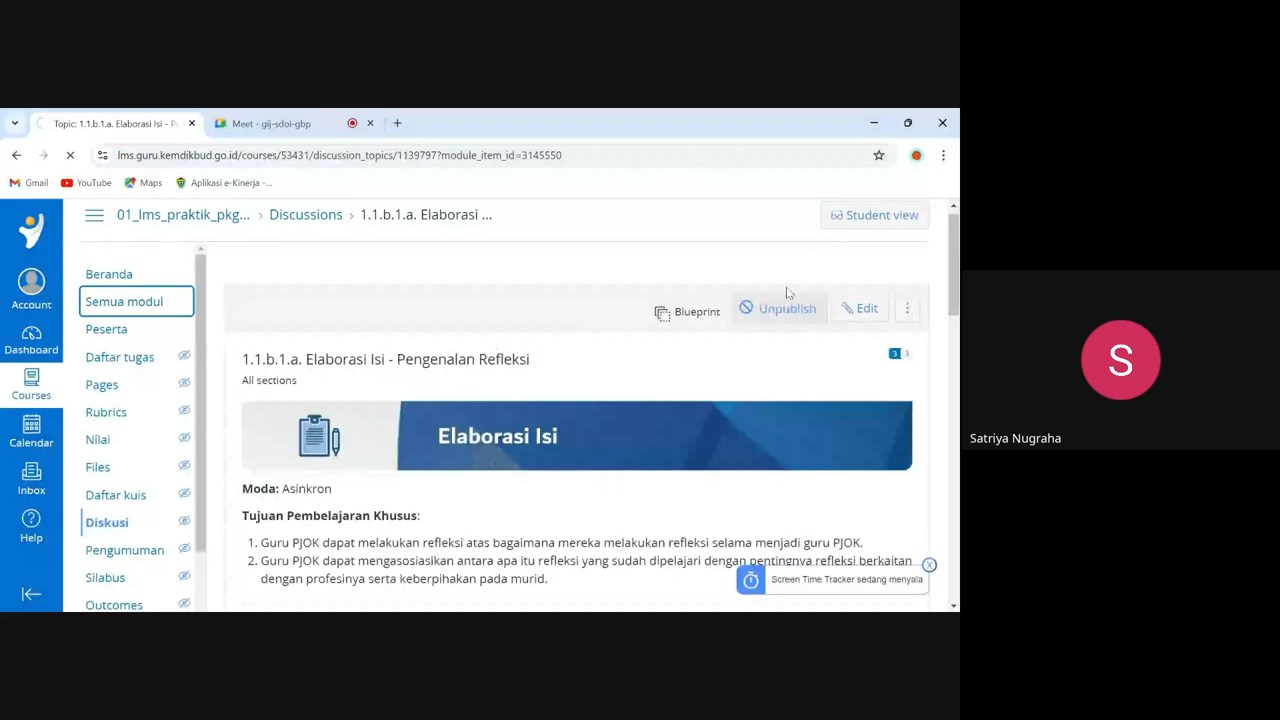 Topic: 1.1.b.1.a. Elaborasi Isi - P
Meet - gij-sdoi-gbp
lms.guru.kemdikbud.go.id/courses/53431/discussion_topics/1139797?module_item_id=3145550
Gmail YouTube Maps Aplikasi e-Kinerja -...
01_lms_praktik_pkg... › Discussions › 1.1.b.1.a. Elaborasi ...
Student view
Account
Dashboard
Courses
Calendar
Inbox
Help
Beranda
Semua modul
Peserta
Daftar tugas
Pages
Rubrics
Nilai
Files
Daftar kuis
Diskusi
Pengumuman
Silabus
Outcomes
Blueprint Unpublish Edit
1.1.b.1.a. Elaborasi Isi - Pengenalan Refleksi
3 3
All sections
Elaborasi Isi
Moda: Asinkron
Tujuan Pembelajaran Khusus:
1. Guru PJOK dapat melakukan refleksi atas bagaimana mereka melakukan refleksi selama menjadi guru PJOK.
2. Guru PJOK dapat mengasosiasikan antara apa itu refleksi yang sudah dipelajari dengan pentingnya refleksi berkaitan
dengan profesinya serta keberpihakan pada murid.
Screen Time Tracker sedang menyala
S
Satriya Nugraha